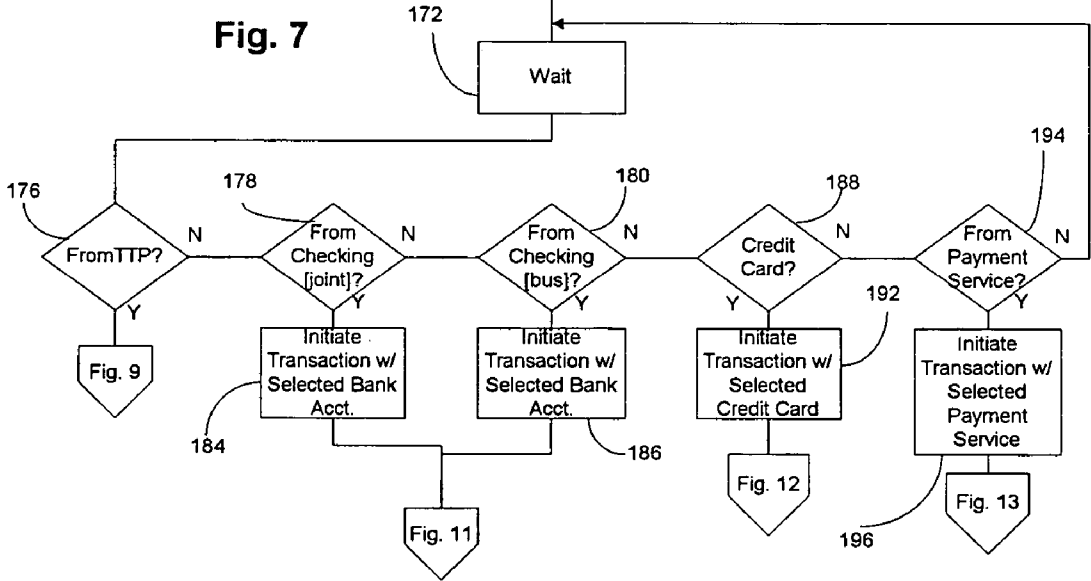 Fig. 7
172
Wait
176
FromTTP?
N
Y
178
From
Checking
[joint]?
N
Y
180
From
Checking
[bus]?
N
Y
188
Credit
Card?
N
Y
194
From
Payment
Service?
N
Y
Fig. 9
Initiate
Transaction w/
Selected Bank
Acct.
184
Initiate
Transaction w/
Selected Bank
Acct.
186
192
Initiate
Transaction w/
Selected
Credit Card
Initiate
Transaction w/
Selected
Payment
Service
196
Fig. 11
Fig. 12
Fig. 13